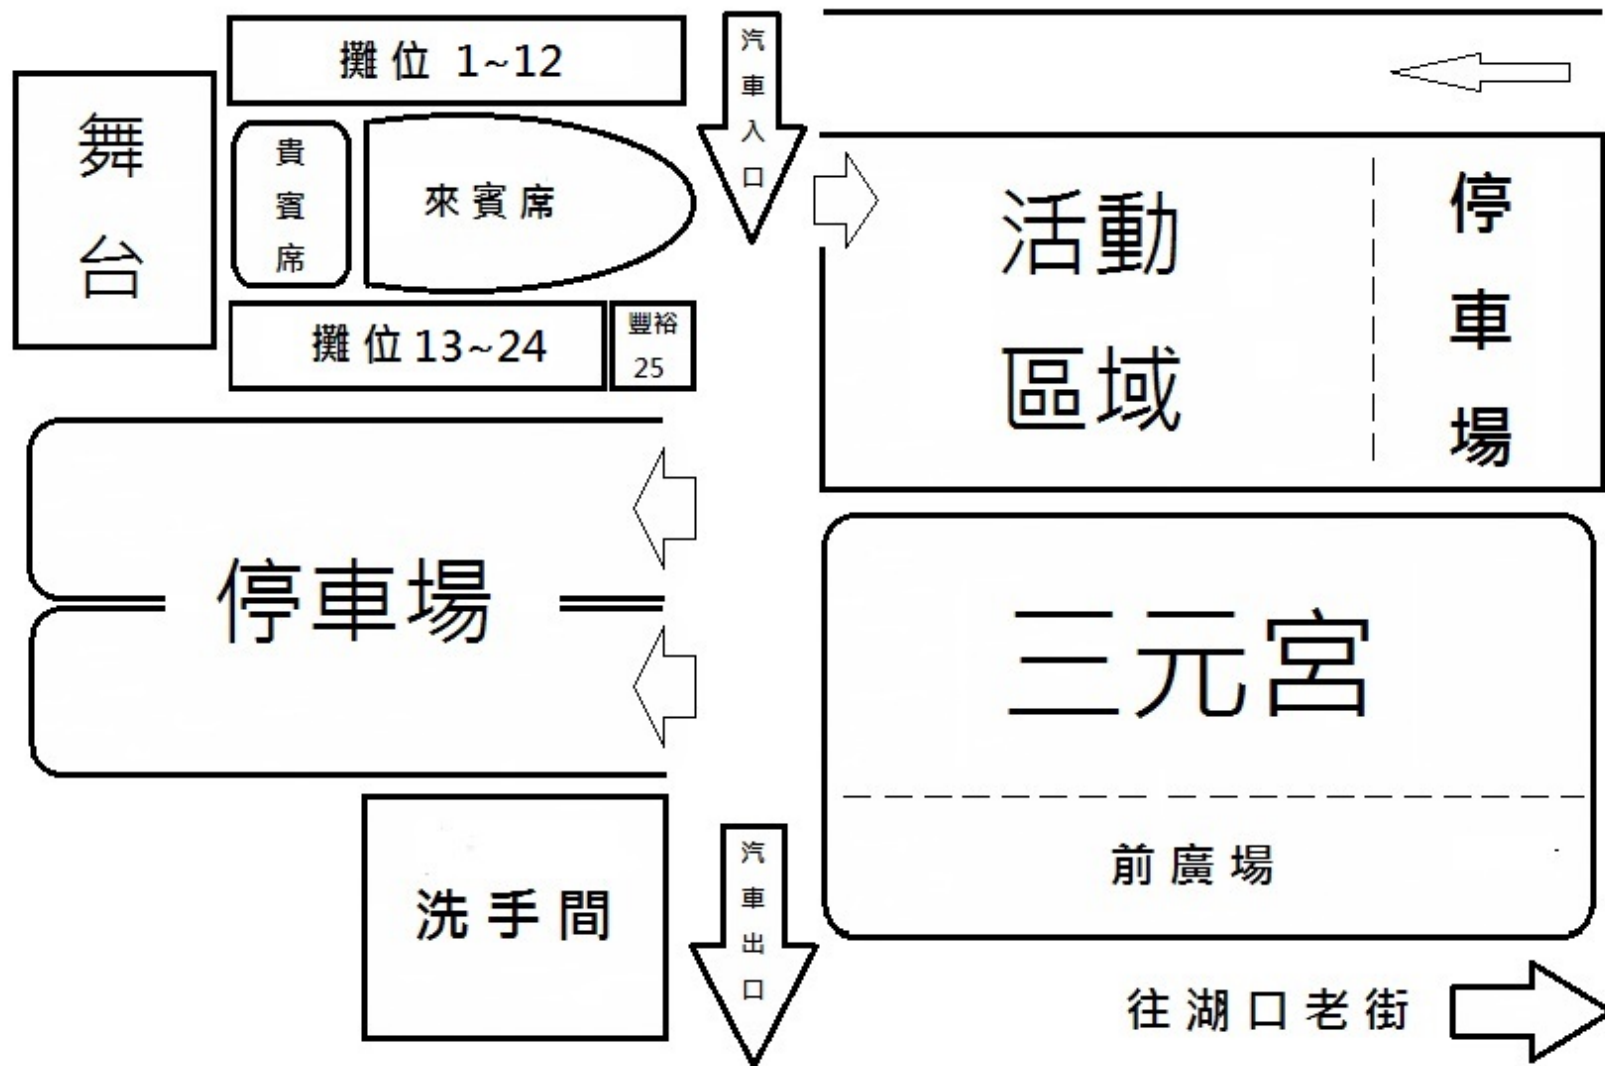 攤位 1~12
汽車入口
舞台
貴賓席
來賓席
活動
區域
停車場
攤位13~24
豐裕
25
停車場
三元宮
前廣場
洗手間
汽車出口
往湖口老街